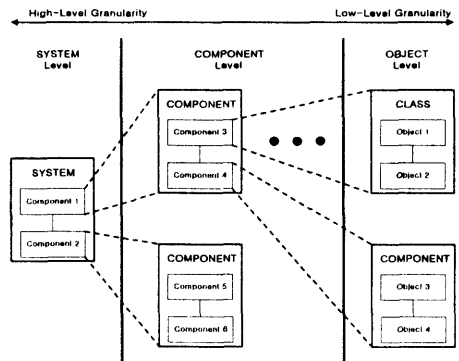 High-Level Granularity Low-Level Granularity
SYSTEM Level
COMPONENT Level
OBJECT Level
COMPONENT
Component 3
Component 4
CLASS
Object 1
Object 2
SYSTEM
Component 1
Component 2
COMPONENT
Component 5
Component 6
COMPONENT
Object 3
Object 4